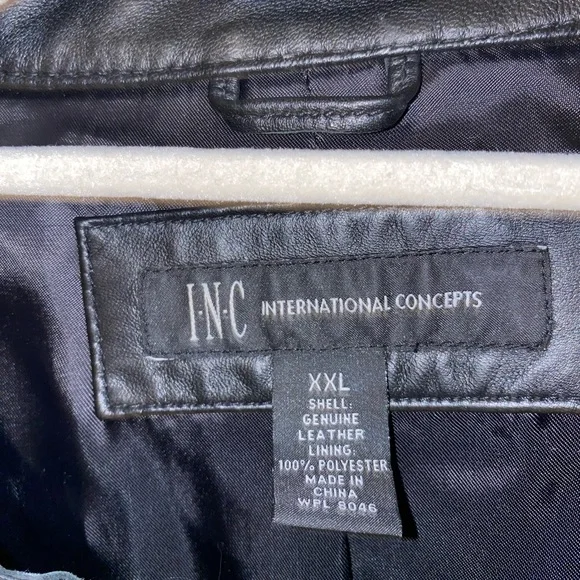 I·N·C INTERNATIONAL CONCEPTS
XXL
SHELL:
GENUINE
LEATHER
LINING:
100% POLYESTER
MADE IN
CHINA
WPL 8046